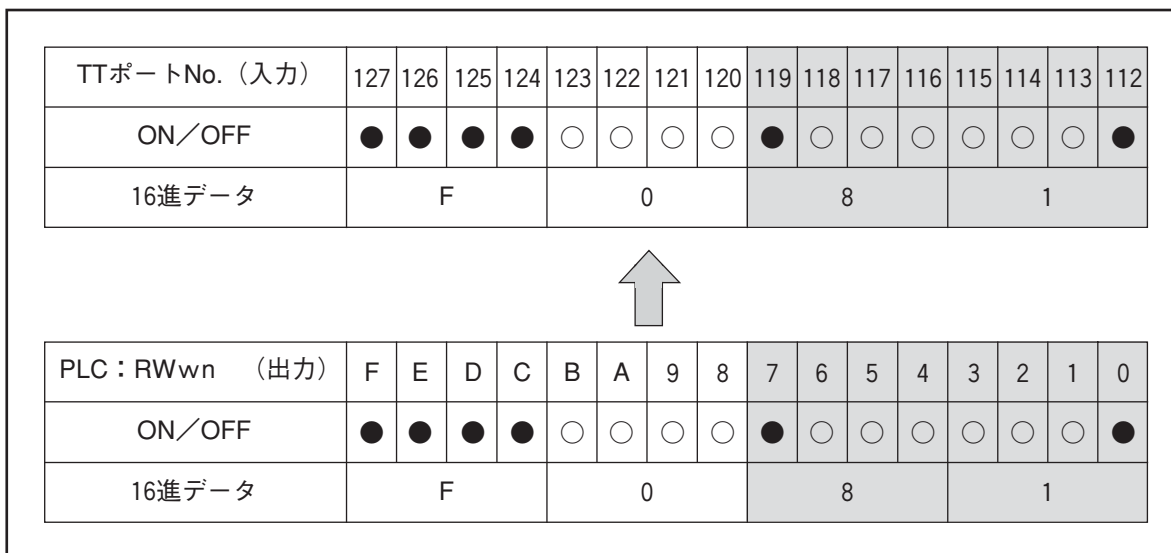 TTポートNo.（入力） 127 126 125 124 123 122 121 120 119 118 117 116 115 114 113 112
ON／OFF ● ● ● ● ○ ○ ○ ○ ● ○ ○ ○ ○ ○ ○ ●
16進データ F 0 8 1
PLC：RWwn （出力） F E D C B A 9 8 7 6 5 4 3 2 1 0
ON／OFF ● ● ● ● ○ ○ ○ ○ ● ○ ○ ○ ○ ○ ○ ●
16進データ F 0 8 1